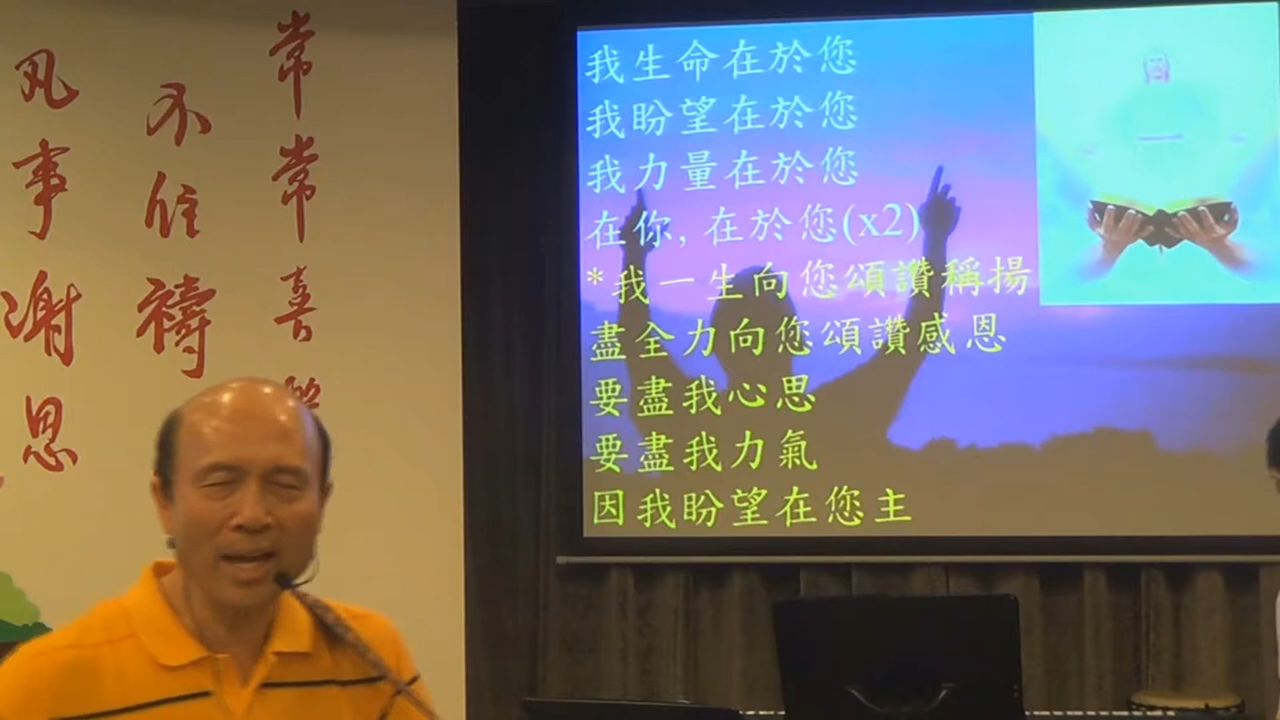 常常喜
不住禱
凡事谢恩
我生命在於您
我盼望在於您
我力量在於您
在你, 在於您(x2)
*我一生向您頌讚稱揚
盡全力向您頌讚感恩
要盡我心思
要盡我力氣
因我盼望在您主